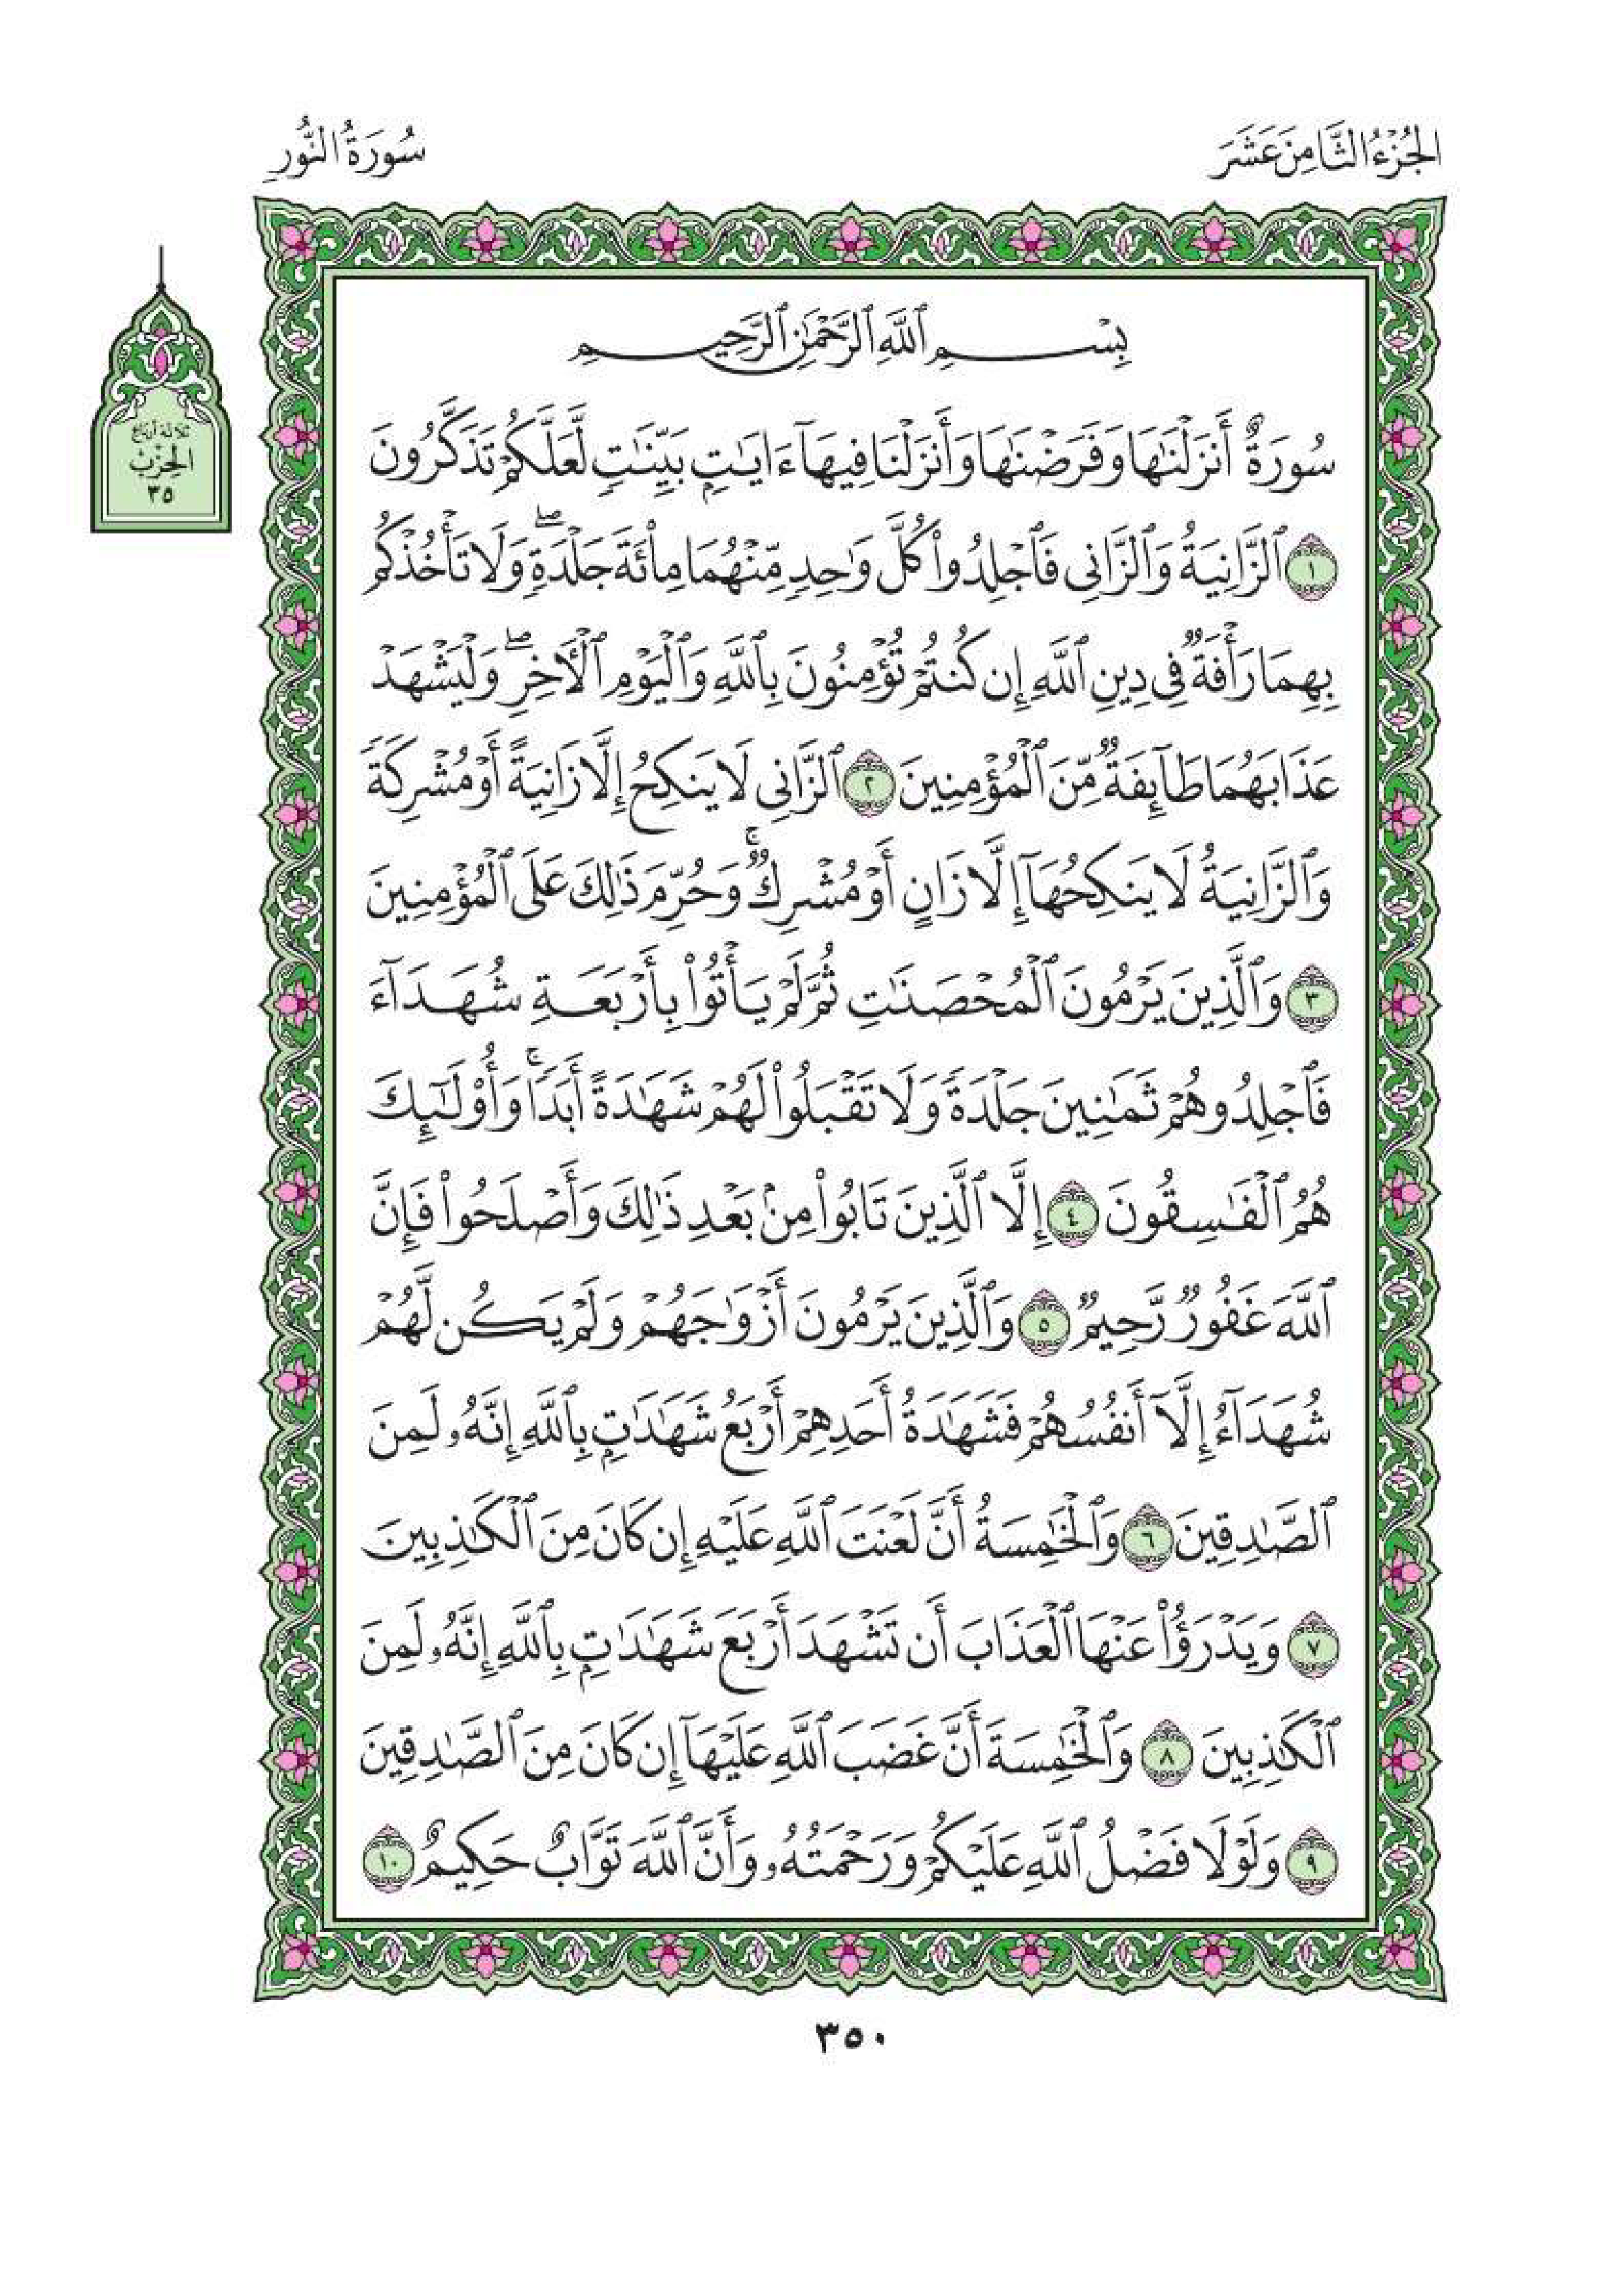 الجُزْءُ الثَّامِنَ عَشَرَ
سُورَةُ النُّورِ
ثلاثة أرباع
الحِزْب
٣٥
بِسْمِ ٱللَّهِ ٱلرَّحْمَٰنِ ٱلرَّحِيمِ
سُورَةٌ أَنزَلْنَٰهَا وَفَرَضْنَٰهَا وَأَنزَلْنَا فِيهَآ ءَايَٰتٍۭ بَيِّنَٰتٍ لَّعَلَّكُمْ تَذَكَّرُونَ
١ ٱلزَّانِيَةُ وَٱلزَّانِى فَٱجْلِدُوا۟ كُلَّ وَٰحِدٍ مِّنْهُمَا مِا۟ئَةَ جَلْدَةٍ ۖ وَلَا تَأْخُذْكُم
بِهِمَا رَأْفَةٌ فِى دِينِ ٱللَّهِ إِن كُنتُمْ تُؤْمِنُونَ بِٱللَّهِ وَٱلْيَوْمِ ٱلْءَاخِرِ ۖ وَلْيَشْهَدْ
عَذَابَهُمَا طَآئِفَةٌ مِّنَ ٱلْمُؤْمِنِينَ ٢ ٱلزَّانِى لَا يَنكِحُ إِلَّا زَانِيَةً أَوْ مُشْرِكَةً
وَٱلزَّانِيَةُ لَا يَنكِحُهَآ إِلَّا زَانٍ أَوْ مُشْرِكٌ ۚ وَحُرِّمَ ذَٰلِكَ عَلَى ٱلْمُؤْمِنِينَ
٣ وَٱلَّذِينَ يَرْمُونَ ٱلْمُحْصَنَٰتِ ثُمَّ لَمْ يَأْتُوا۟ بِأَرْبَعَةِ شُهَدَآءَ
فَٱجْلِدُوهُمْ ثَمَٰنِينَ جَلْدَةً وَلَا تَقْبَلُوا۟ لَهُمْ شَهَٰدَةً أَبَدًا ۚ وَأُو۟لَٰٓئِكَ
هُمُ ٱلْفَٰسِقُونَ ٤ إِلَّا ٱلَّذِينَ تَابُوا۟ مِنۢ بَعْدِ ذَٰلِكَ وَأَصْلَحُوا۟ فَإِنَّ
ٱللَّهَ غَفُورٌ رَّحِيمٌ ٥ وَٱلَّذِينَ يَرْمُونَ أَزْوَٰجَهُمْ وَلَمْ يَكُن لَّهُمْ
شُهَدَآءُ إِلَّآ أَنفُسُهُمْ فَشَهَٰدَةُ أَحَدِهِمْ أَرْبَعُ شَهَٰدَٰتٍۭ بِٱللَّهِ إِنَّهُۥ لَمِنَ
ٱلصَّٰدِقِينَ ٦ وَٱلْخَٰمِسَةُ أَنَّ لَعْنَتَ ٱللَّهِ عَلَيْهِ إِن كَانَ مِنَ ٱلْكَٰذِبِينَ
٧ وَيَدْرَؤُا۟ عَنْهَا ٱلْعَذَابَ أَن تَشْهَدَ أَرْبَعَ شَهَٰدَٰتٍۭ بِٱللَّهِ إِنَّهُۥ لَمِنَ
ٱلْكَٰذِبِينَ ٨ وَٱلْخَٰمِسَةَ أَنَّ غَضَبَ ٱللَّهِ عَلَيْهَآ إِن كَانَ مِنَ ٱلصَّٰدِقِينَ
٩ وَلَوْلَا فَضْلُ ٱللَّهِ عَلَيْكُمْ وَرَحْمَتُهُۥ وَأَنَّ ٱللَّهَ تَوَّابٌ حَكِيمٌ ١٠
٣٥٠